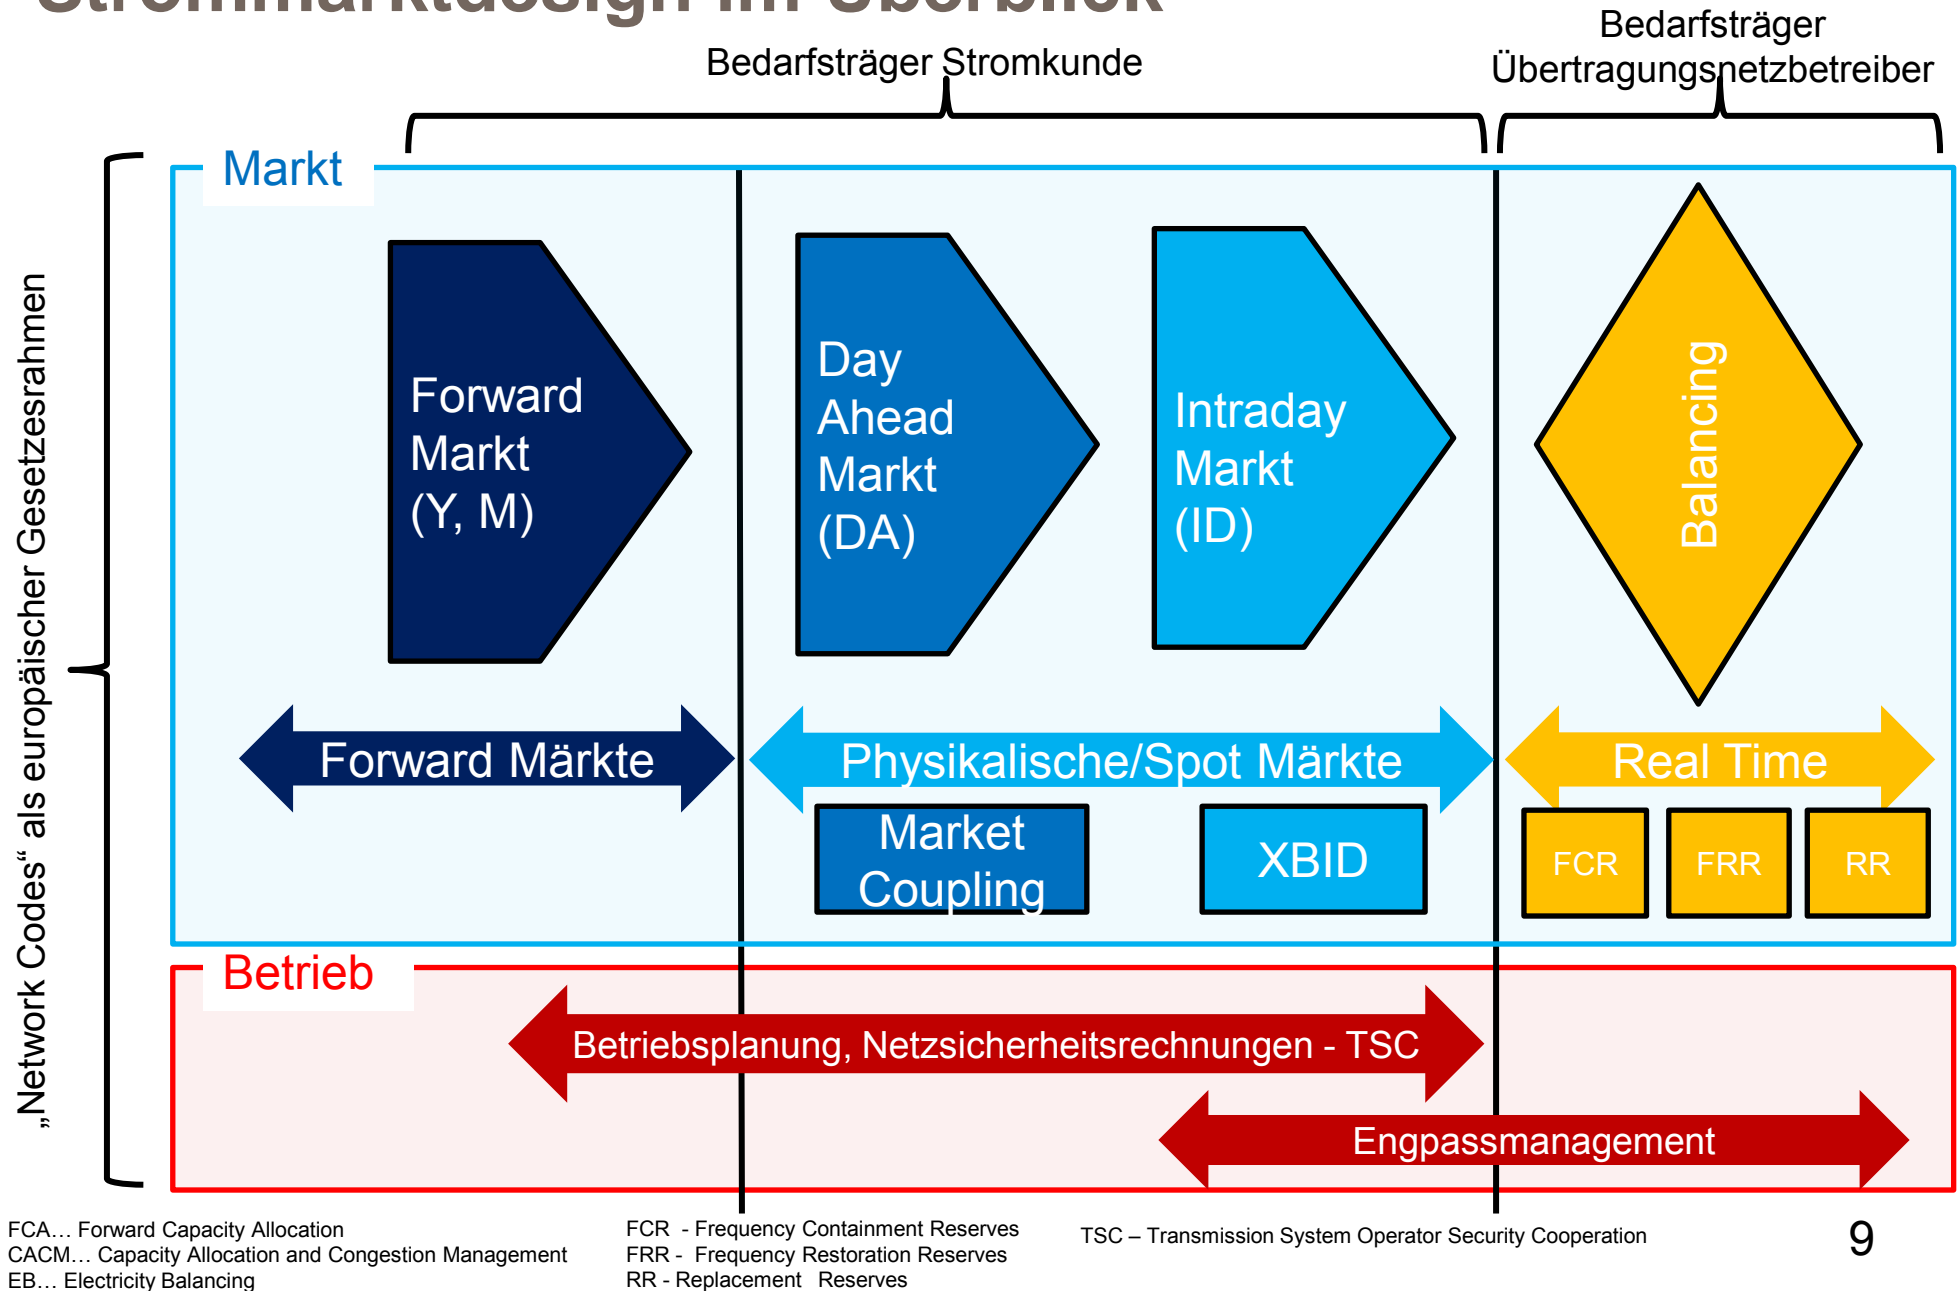 Strommarktdesign im Überblick
Bedarfsträger Stromkunde
Bedarfsträger
Übertragungsnetzbetreiber
„Network Codes“ als europäischer Gesetzesrahmen
Markt
Forward
Markt
(Y, M)
Day
Ahead
Markt
(DA)
Intraday
Markt
(ID)
Balancing
Forward Märkte
Physikalische/Spot Märkte
Real Time
Market
Coupling
XBID
FCR
FRR
RR
Betrieb
Betriebsplanung, Netzsicherheitsrechnungen - TSC
Engpassmanagement
FCA… Forward Capacity Allocation
CACM… Capacity Allocation and Congestion Management
EB… Electricity Balancing
FCR - Frequency Containment Reserves
FRR - Frequency Restoration Reserves
RR - Replacement Reserves
TSC – Transmission System Operator Security Cooperation
9